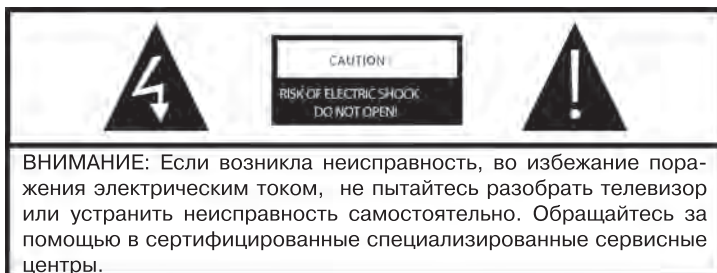 CAUTION:
RISK OF ELECTRIC SHOCK
DO NOT OPEN!
ВНИМАНИЕ: Если возникла неисправность, во избежание пора-
жения электрическим током, не пытайтесь разобрать телевизор
или устранить неисправность самостоятельно. Обращайтесь за
помощью в сертифицированные специализированные сервисные
центры.